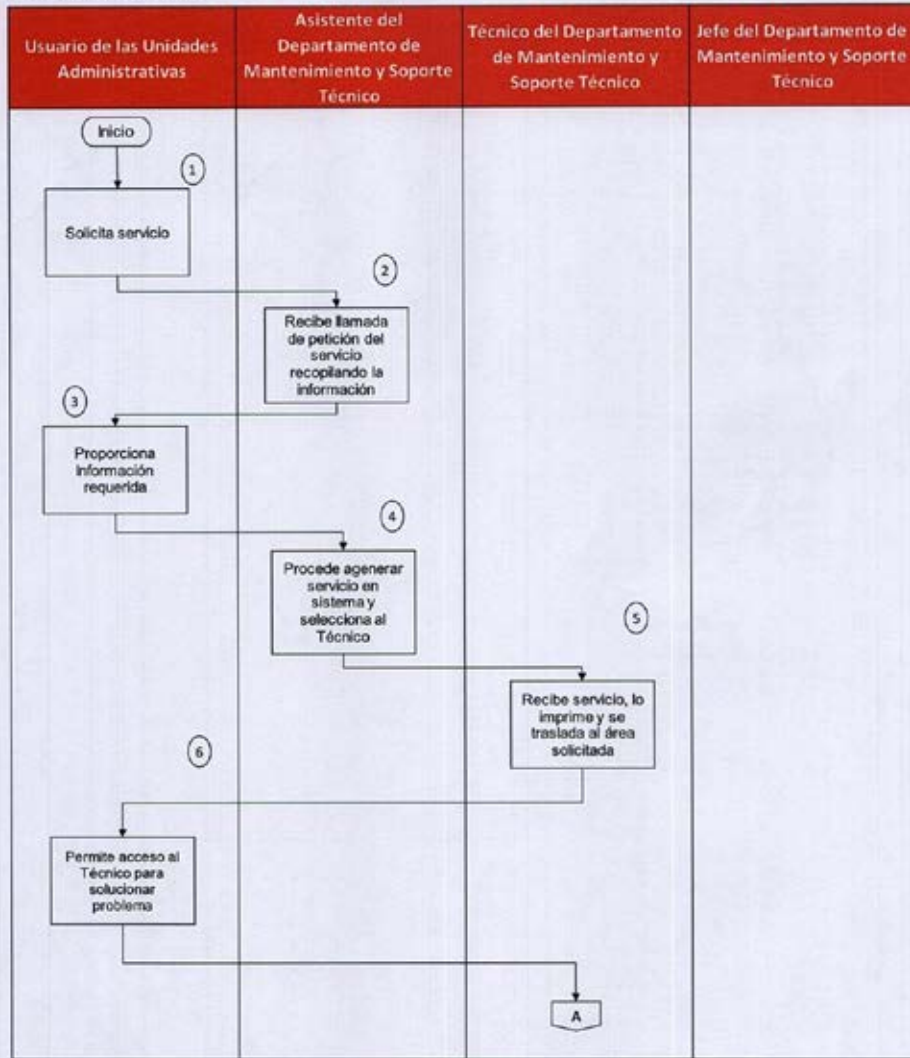 Usuario de las Unidades
Administrativas
Asistente del
Departamento de
Mantenimiento y Soporte
Técnico
Técnico del Departamento
de Mantenimiento y
Soporte Técnico
Jefe del Departamento de
Mantenimiento y Soporte
Técnico
Inicio
1
Solicita servicio
2
Recibe llamada
de petición del
servicio
recopilando la
información
3
Proporciona
Información
requerida
4
Procede agenerar
servicio en
sistema y
selecciona al
Técnico
5
Recibe servicio, lo
imprime y se
traslada al área
solicitada
6
Permite acceso al
Técnico para
solucionar
problema
A